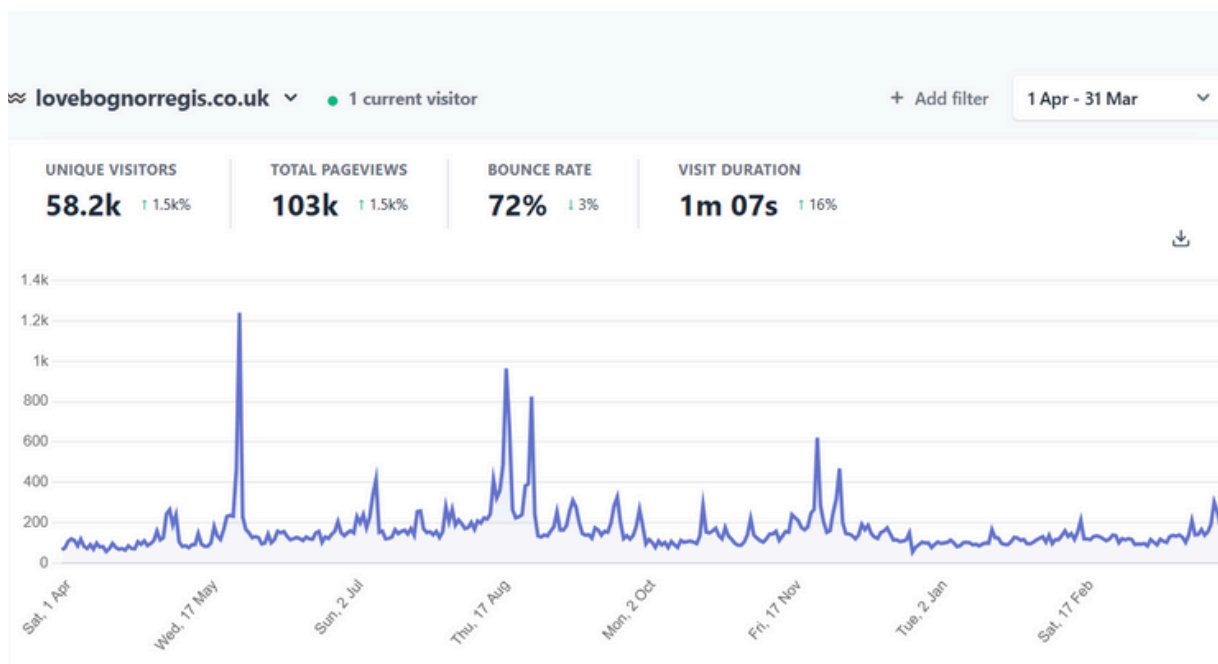 lovebognorregis.co.uk 1 current visitor + Add filter 1 Apr - 31 Mar
UNIQUE VISITORS TOTAL PAGEVIEWS BOUNCE RATE VISIT DURATION
58.2k ↑ 1.5k% 103k ↑ 1.5k% 72% ↓ 3% 1m 07s ↑ 16%
1.4k
1.2k
1k
800
600
400
200
0
Sat, 1 Apr Wed, 17 May Sun, 2 Jul Thu, 17 Aug Mon, 2 Oct Fri, 17 Nov Tue, 2 Jan Sat, 17 Feb